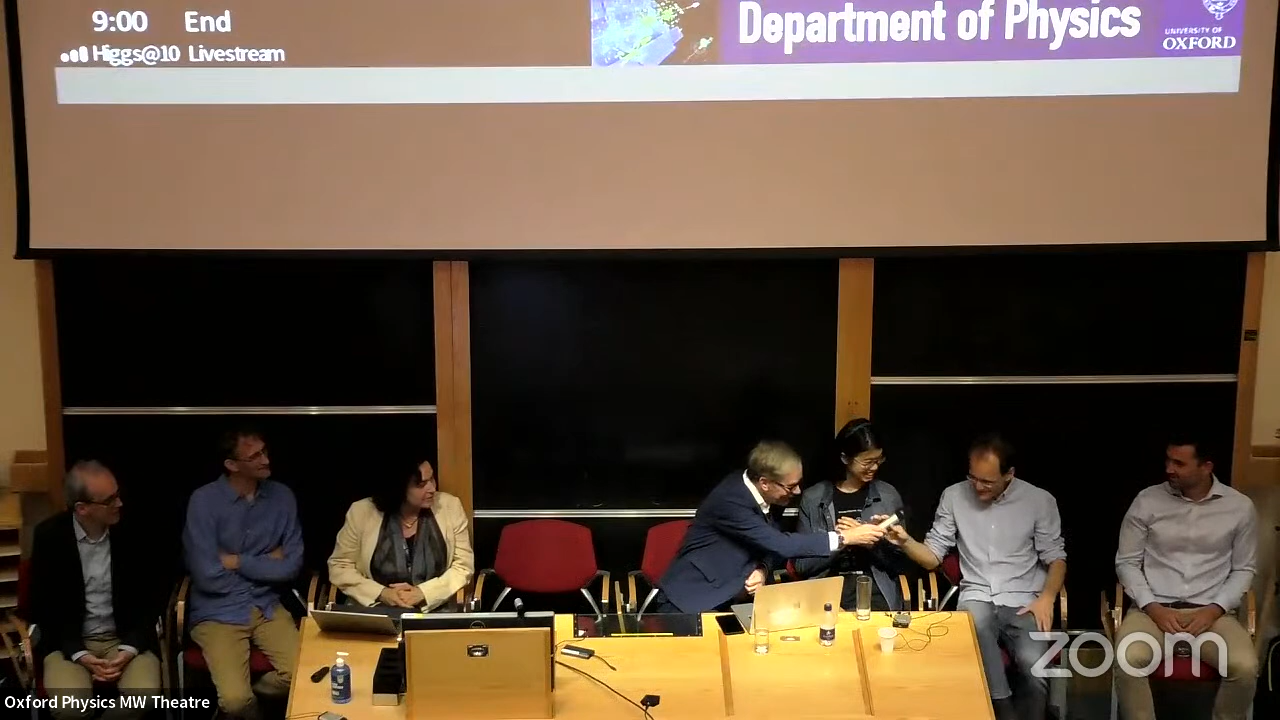 9:00 End
Higgs@10 Livestream
Department of Physics
UNIVERSITY OF
OXFORD
zoom
Oxford Physics MW Theatre